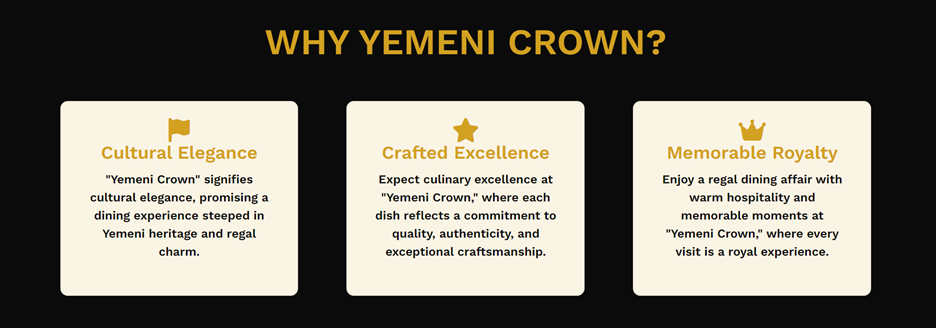 WHY YEMENI CROWN?
Cultural Elegance
"Yemeni Crown" signifies
cultural elegance, promising a
dining experience steeped in
Yemeni heritage and regal
charm.
Crafted Excellence
Expect culinary excellence at
"Yemeni Crown," where each
dish reflects a commitment to
quality, authenticity, and
exceptional craftsmanship.
Memorable Royalty
Enjoy a regal dining affair with
warm hospitality and
memorable moments at
"Yemeni Crown," where every
visit is a royal experience.